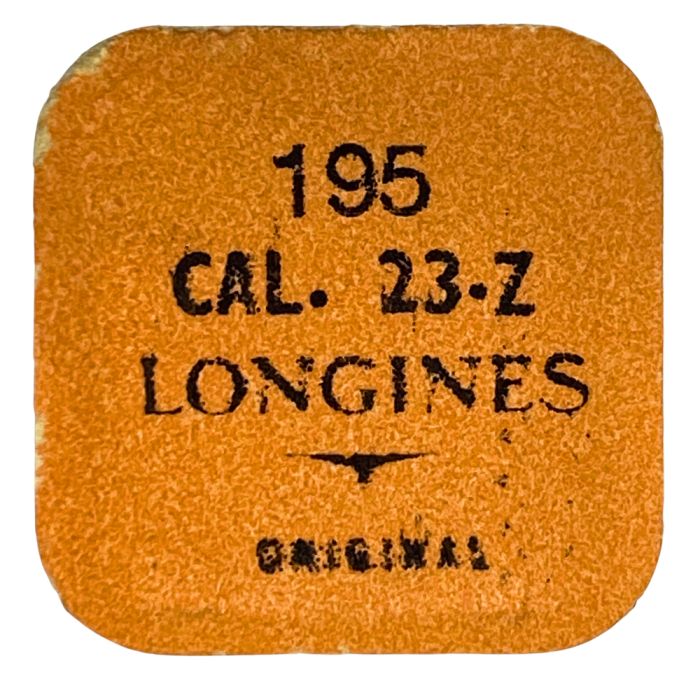 195
CAL. 23·Z
LONGINES
ORIGINAL